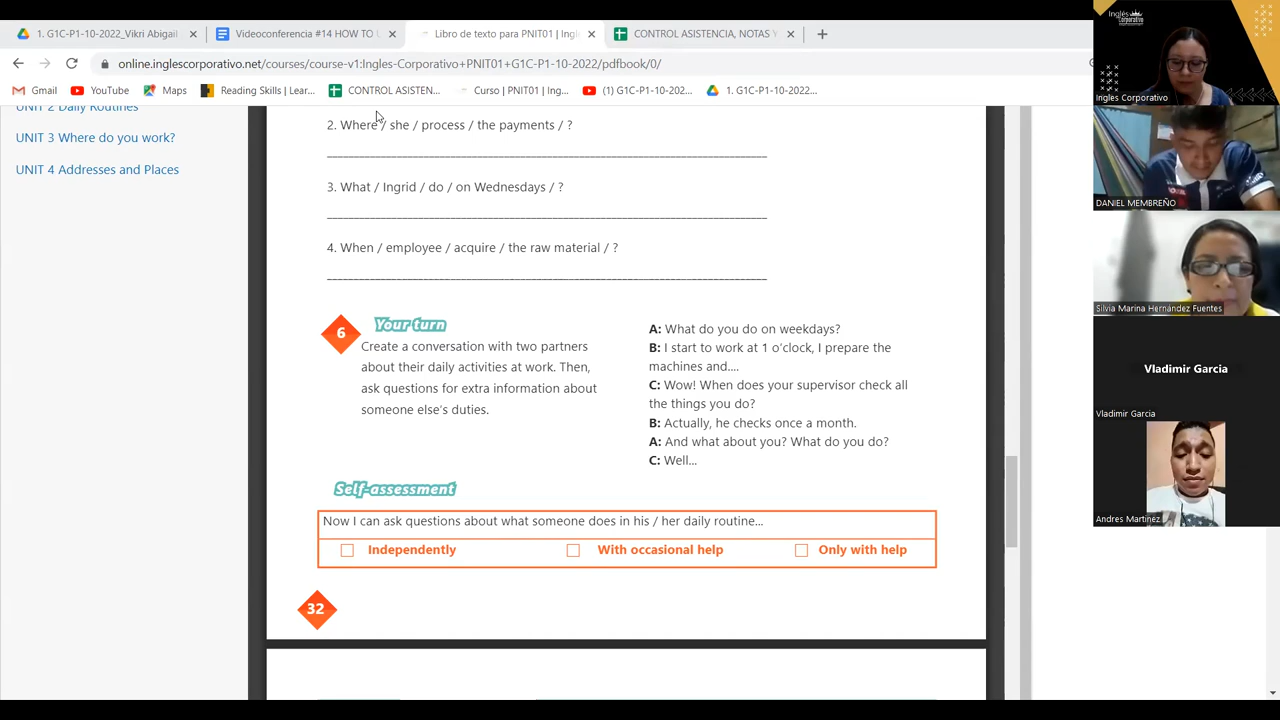 1. G1C-P1-10-2022_Vikri Abigail
Videoconferencia #14 HOW TO U
Libro de texto para PNIT01 | Ingl
CONTROL ASISTENCIA, NOTAS Y
online.inglescorporativo.net/courses/course-v1:Ingles-Corporativo+PNIT01+G1C-P1-10-2022/pdfbook/0/
Gmail
YouTube
Maps
Reading Skills | Lear...
CONTROL ASISTEN...
Curso | PNIT01 | Ing...
(1) G1C-P1-10-202...
1. G1C-P1-10-2022...
UNIT 2 Daily Routines
UNIT 3 Where do you work?
UNIT 4 Addresses and Places
2. Where / she / process / the payments / ?
3. What / Ingrid / do / on Wednesdays / ?
4. When / employee / acquire / the raw material / ?
6
Your turn
Create a conversation with two partners
about their daily activities at work. Then,
ask questions for extra information about
someone else's duties.
A: What do you do on weekdays?
B: I start to work at 1 o'clock, I prepare the
machines and....
C: Wow! When does your supervisor check all
the things you do?
B: Actually, he checks once a month.
A: And what about you? What do you do?
C: Well...
Self-assessment
Now I can ask questions about what someone does in his / her daily routine...
Independently
With occasional help
Only with help
32
Inglés
Corporativo
Ingles Corporativo
DANIEL MEMBREÑO
Silvia Marina Hernández Fuentes
Vladimir Garcia
Vladimir Garcia
Andres Martinez